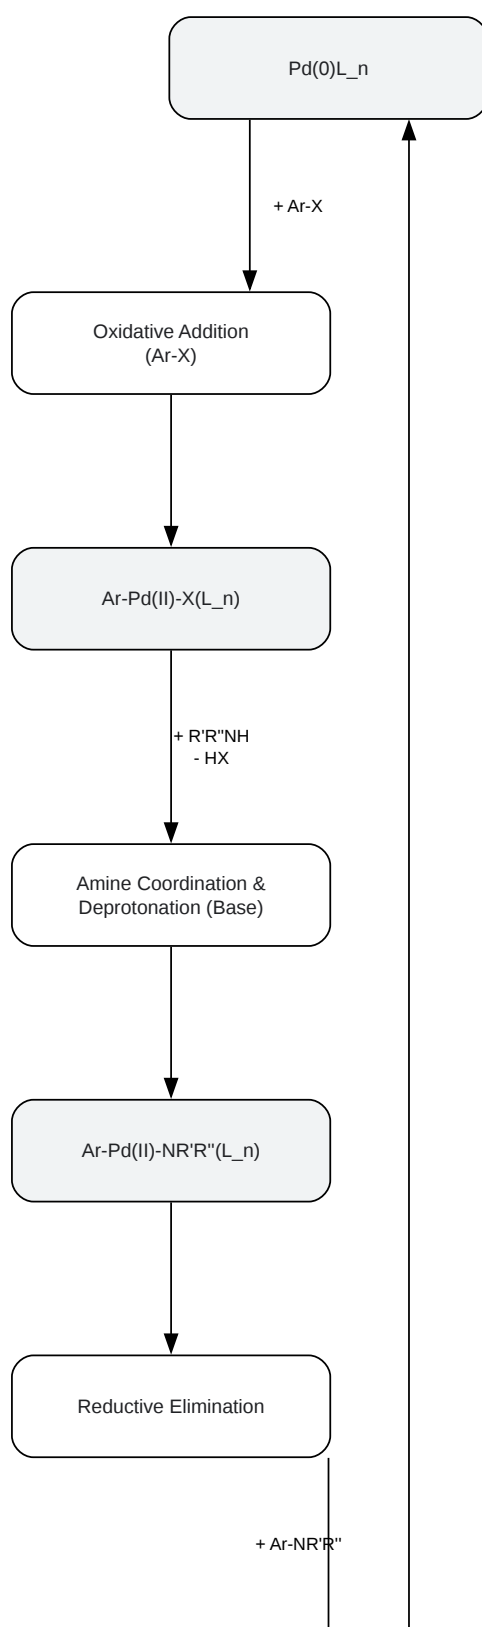 Pd(0)L_n
+ Ar-X
Oxidative Addition
(Ar-X)
Ar-Pd(II)-X(L_n)
+ R'R"NH
- HX
Amine Coordination &
Deprotonation (Base)
Ar-Pd(II)-NR'R"(L_n)
Reductive Elimination
+ Ar-NR'R"